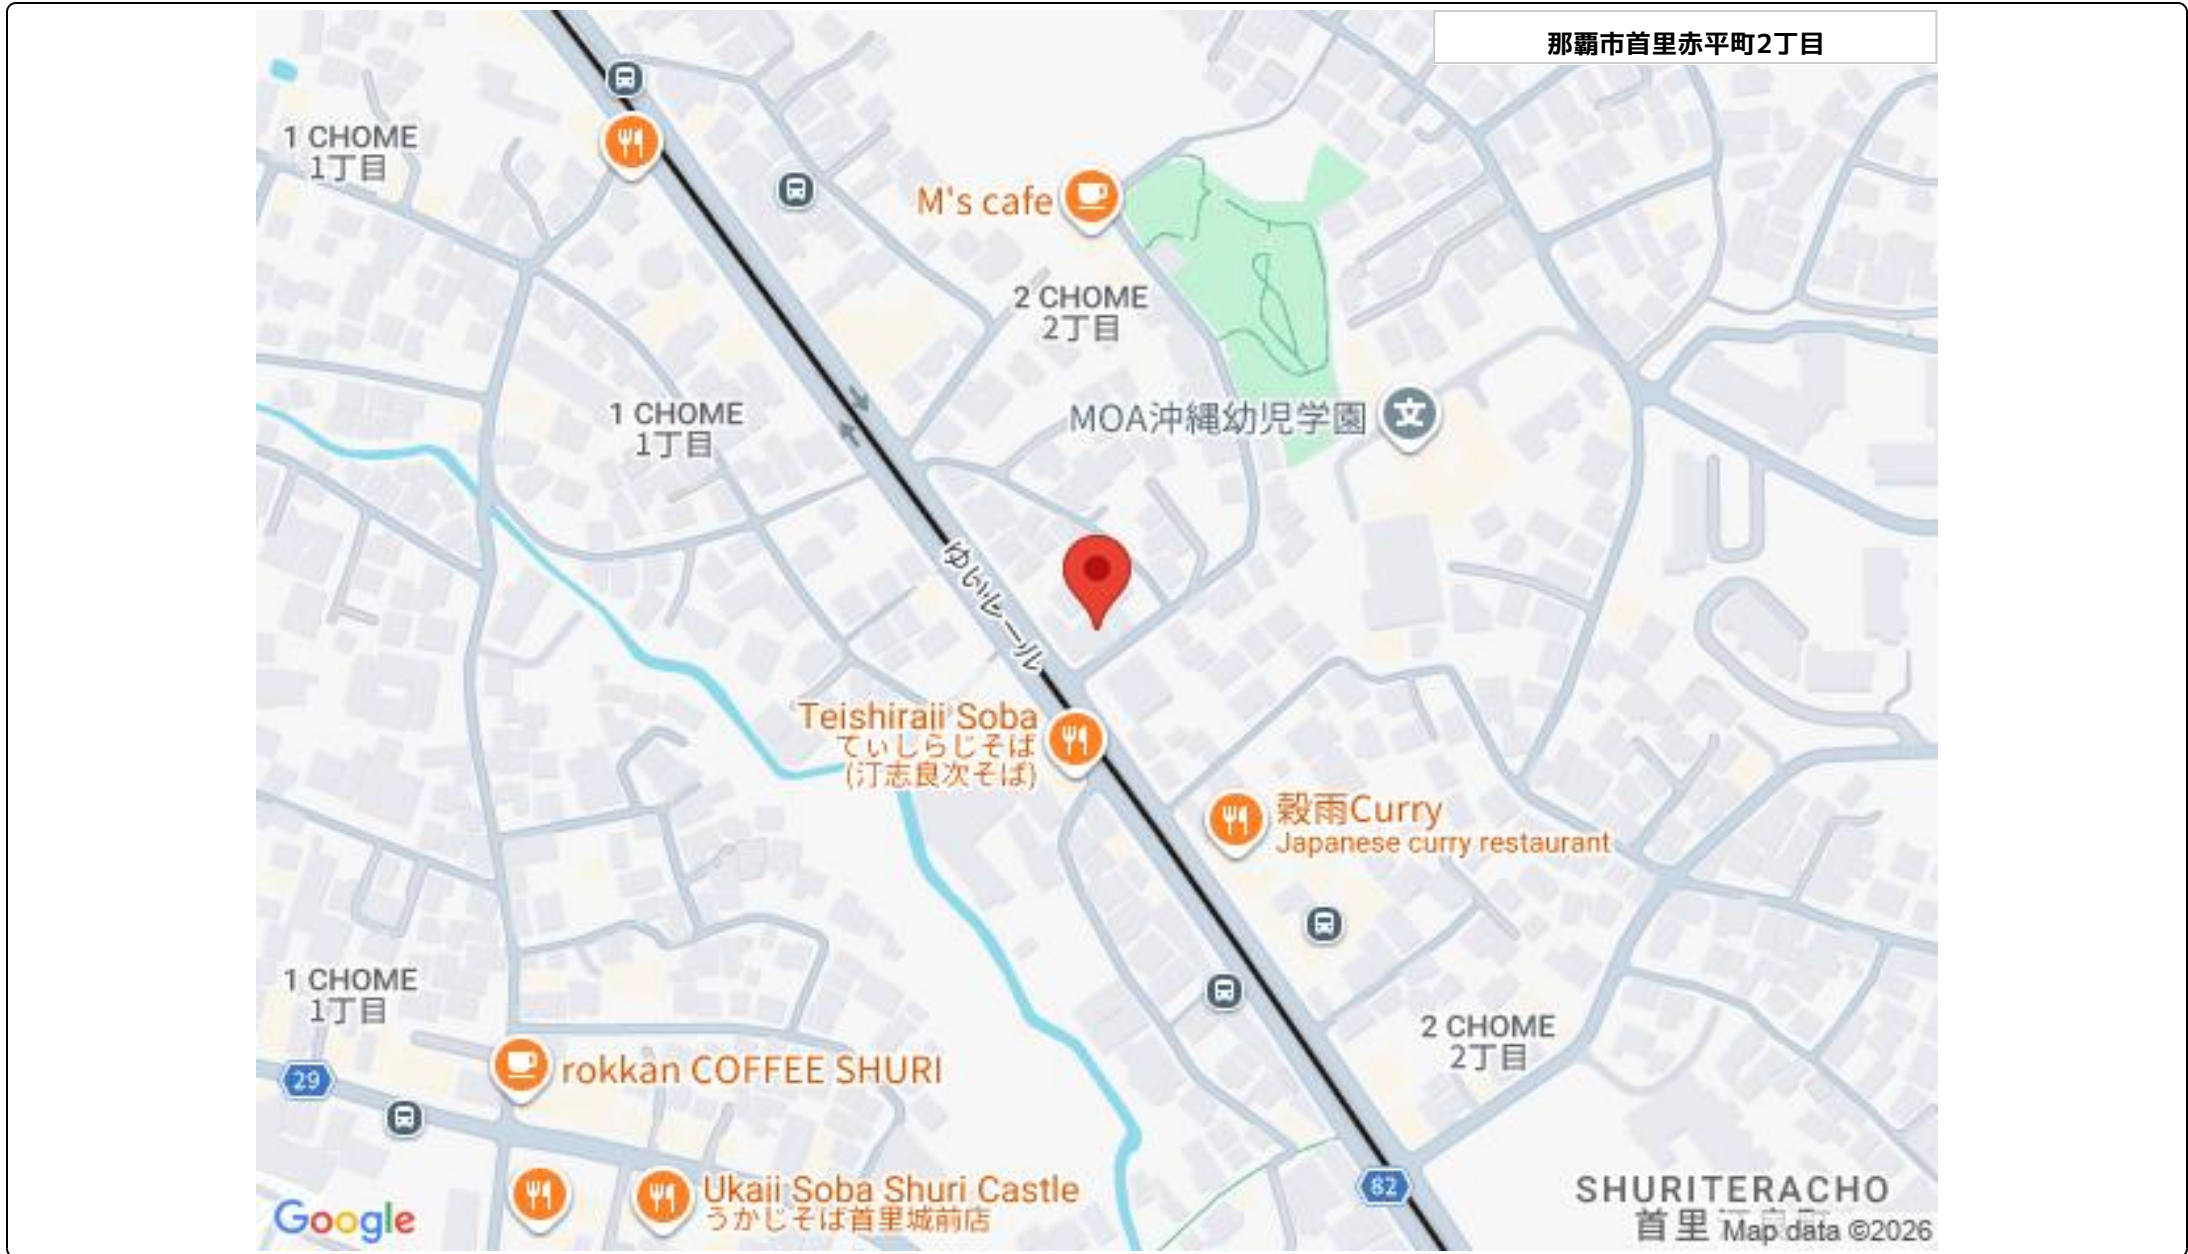 那覇市首里赤平町2丁目
1 CHOME
1丁目
M's cafe
2 CHOME
2丁目
1 CHOME
1丁目
MOA沖縄幼児学園
ゆいレール
Teishiraji Soba
てぃしらじそば
(汀志良次そば)
穀雨Curry
Japanese curry restaurant
1 CHOME
1丁目
2 CHOME
2丁目
rokkan COFFEE SHURI
29
Ukaji Soba Shuri Castle
うかじそば首里城前店
82
SHURITERACHO
首里
Google
Map data ©2026